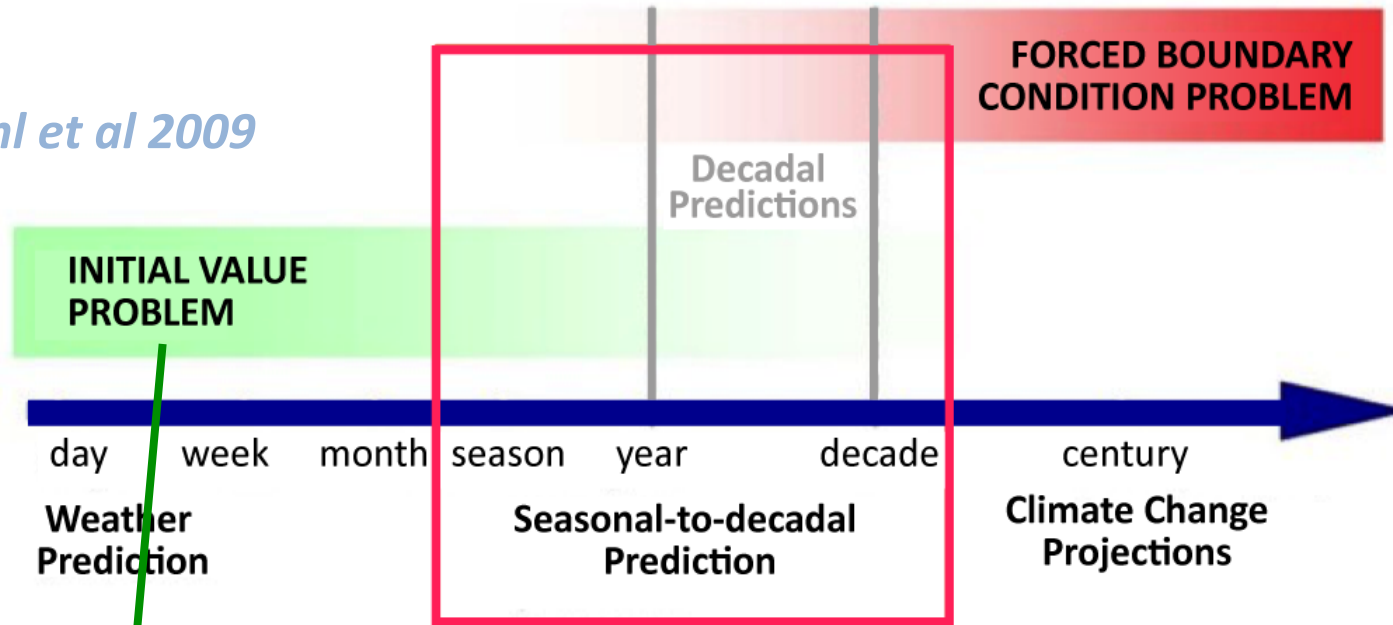 FORCED BOUNDARY
CONDITION PROBLEM
et al 2009
Decadal
Predictions
INITIAL VALUE
PROBLEM
day week month season year decade century
Weather
Prediction
Seasonal-to-decadal
Prediction
Climate Change
Projections